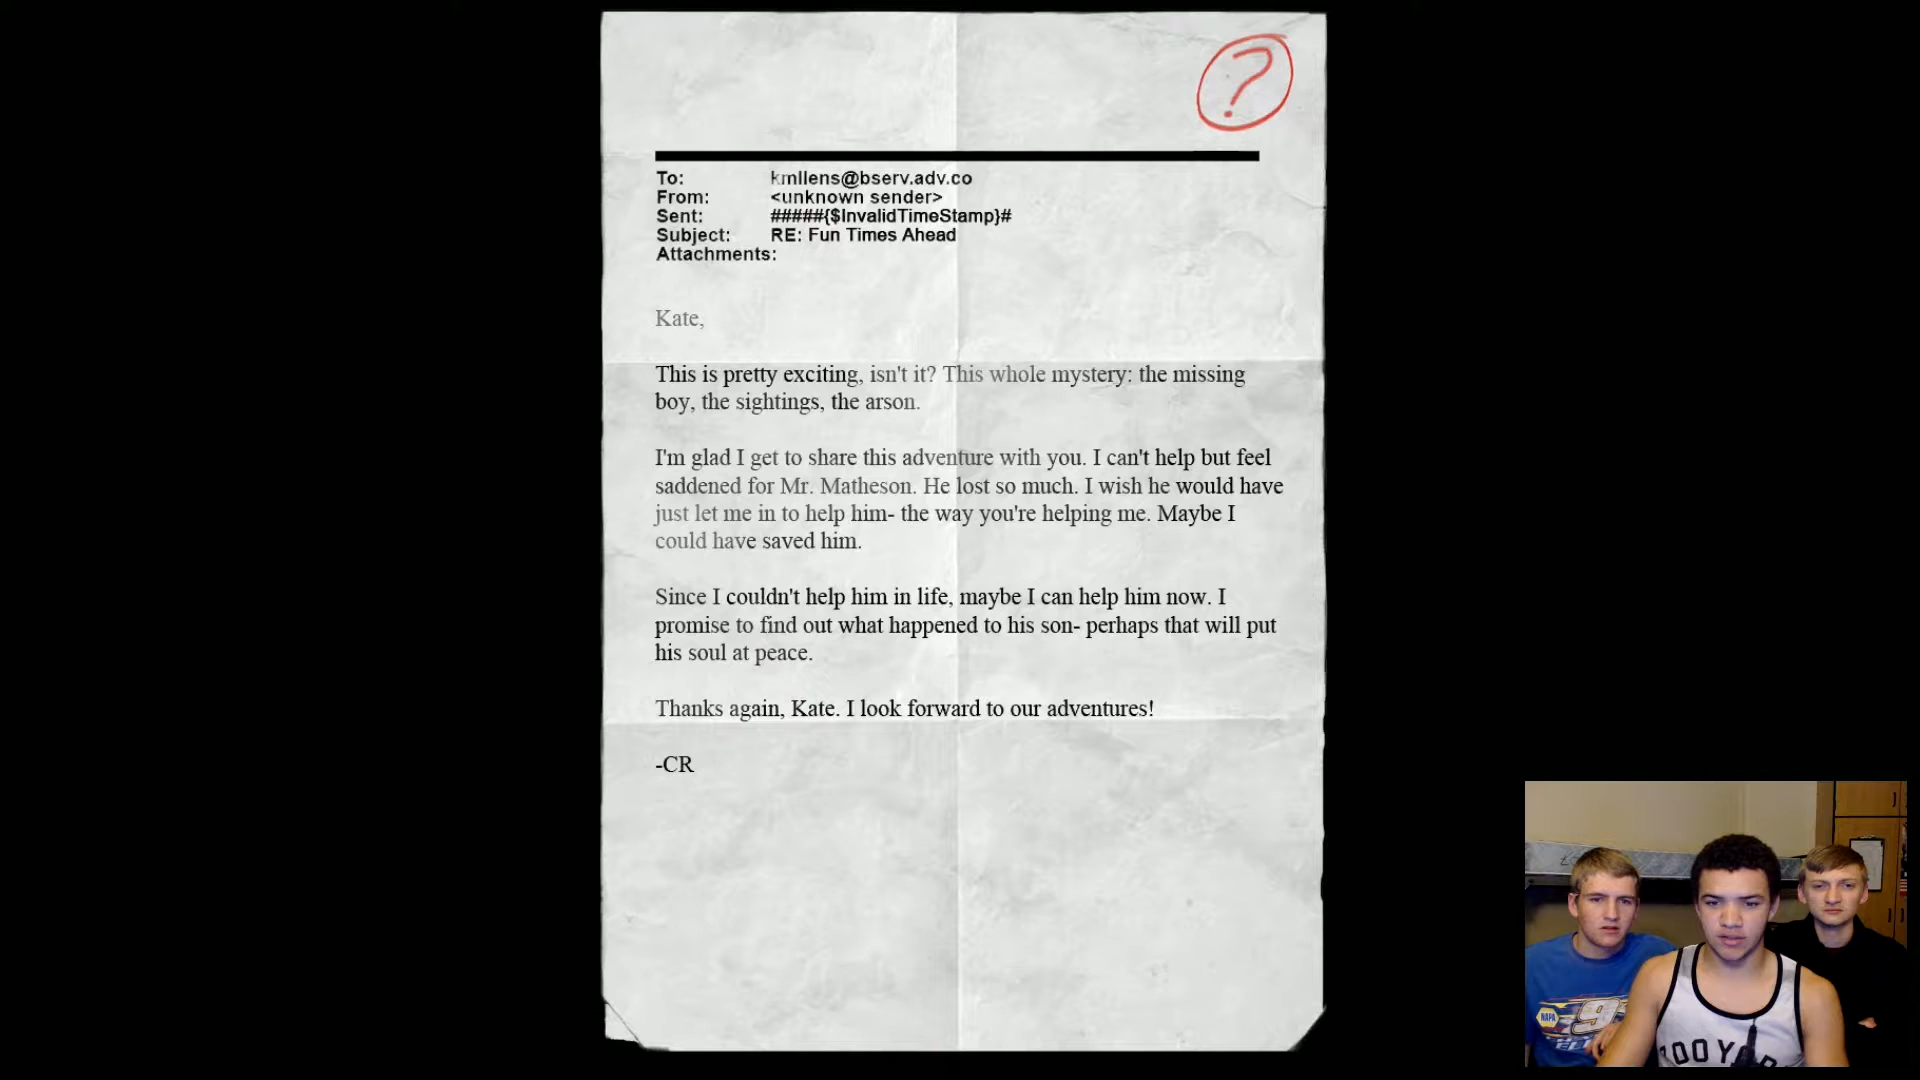 ?
To: kmllens@bserv.adv.co
From: <unknown sender>
Sent: #####{$InvalidTimeStamp}#
Subject: RE: Fun Times Ahead
Attachments:
Kate,
This is pretty exciting, isn't it? This whole mystery: the missing
boy, the sightings, the arson.
I'm glad I get to share this adventure with you. I can't help but feel
saddened for Mr. Matheson. He lost so much. I wish he would have
just let me in to help him- the way you're helping me. Maybe I
could have saved him.
Since I couldn't help him in life, maybe I can help him now. I
promise to find out what happened to his son- perhaps that will put
his soul at peace.
Thanks again, Kate. I look forward to our adventures!
-CR
NAPA
9